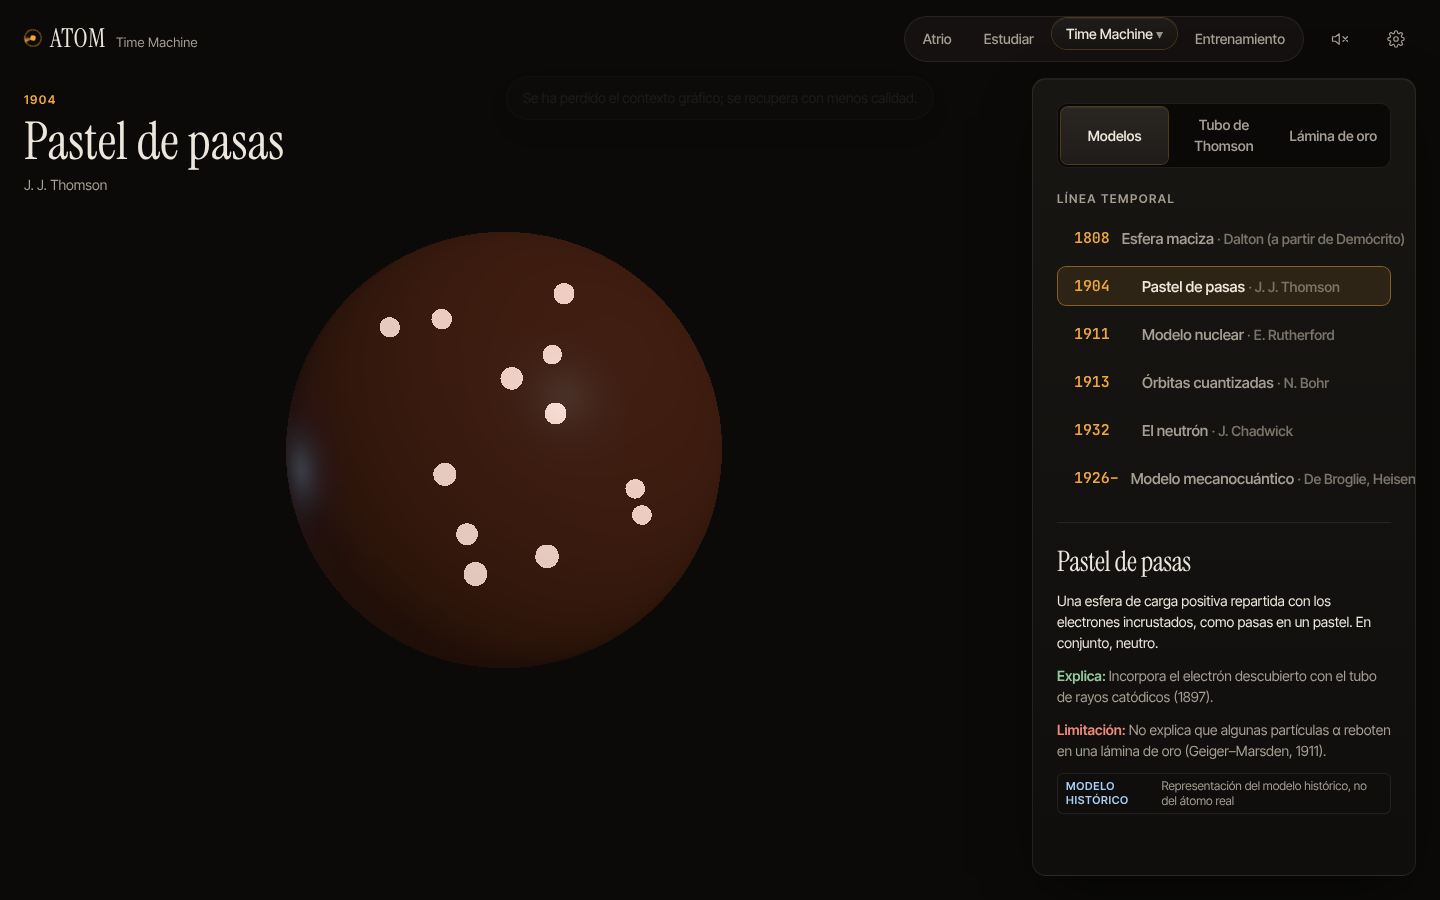 ATOM Time Machine
Atrio Estudiar Time Machine ▾ Entrenamiento
Se ha perdido el contexto gráfico; se recupera con menos calidad.
1904
Pastel de pasas
J. J. Thomson
Modelos
Tubo de
Thomson
Lámina de oro
LÍNEA TEMPORAL
1808 Esfera maciza · Dalton (a partir de Demócrito)
1904 Pastel de pasas · J. J. Thomson
1911 Modelo nuclear · E. Rutherford
1913 Órbitas cuantizadas · N. Bohr
1932 El neutrón · J. Chadwick
1926– Modelo mecanocuántico · De Broglie, Heisen
Pastel de pasas
Una esfera de carga positiva repartida con los
electrones incrustados, como pasas en un pastel. En
conjunto, neutro.
Explica: Incorpora el electrón descubierto con el tubo
de rayos catódicos (1897).
Limitación: No explica que algunas partículas α reboten
en una lámina de oro (Geiger–Marsden, 1911).
MODELO
HISTÓRICO
Representación del modelo histórico, no
del átomo real